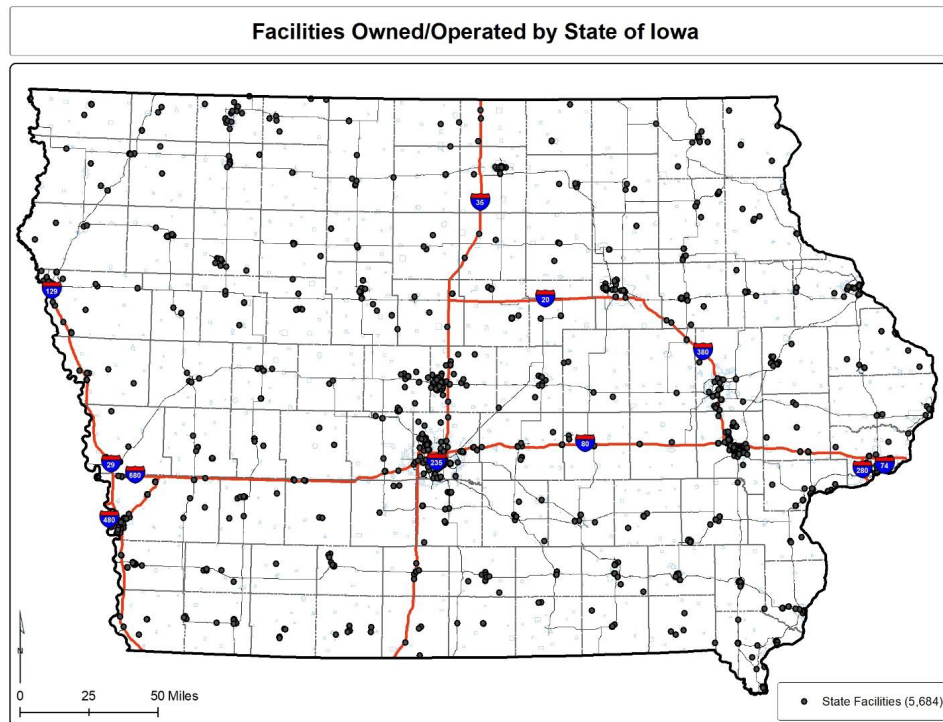 Facilities Owned/Operated by State of Iowa
35
129
20
380
29
680
235
80
280
74
480
N
0 25 50 Miles
State Facilities (5,684)